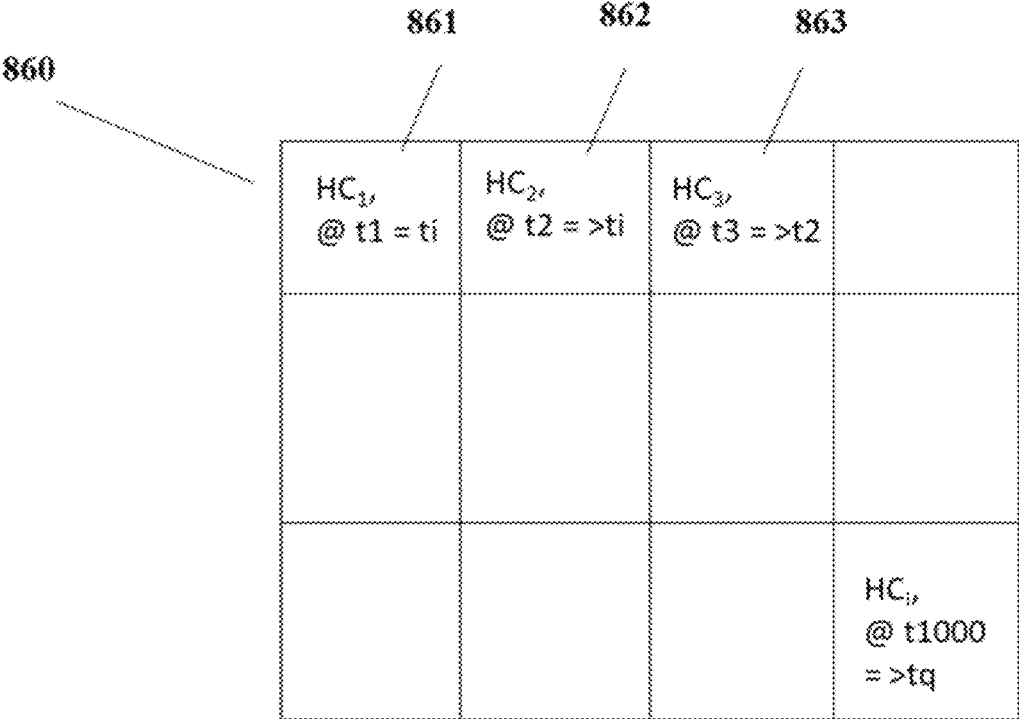 861 862 863
860
HC₁, HC₂, HC₃,
@ t1 = ti @ t2 = >ti @ t3 = >t2
HCᵢ,
@ t1000
= >tq